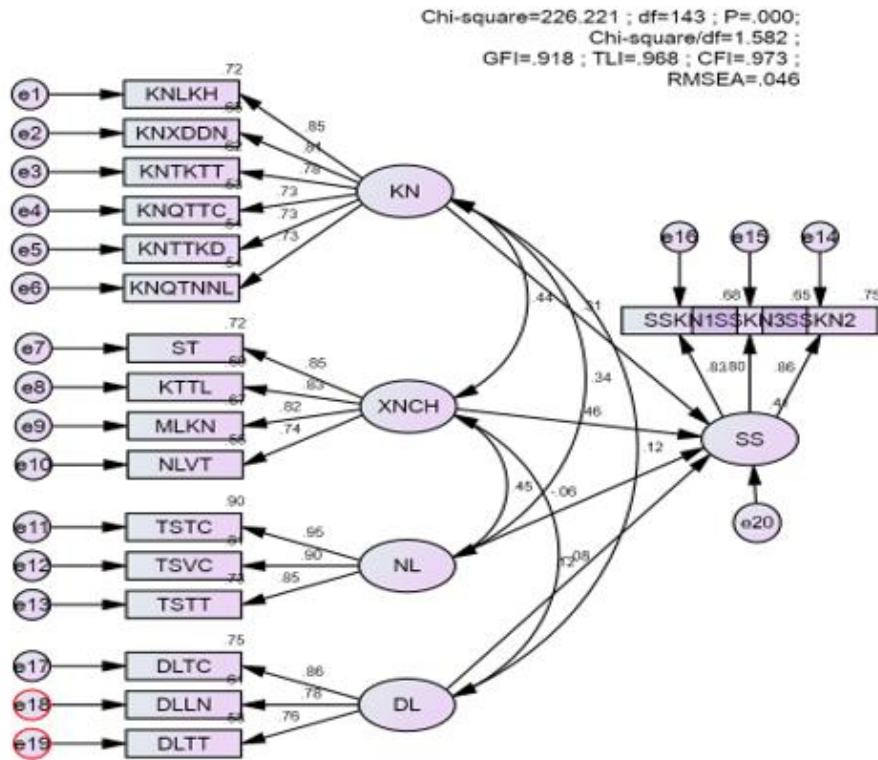 Chi-square=226.221 ; df=143 ; P=.000;
Chi-square/df=1.582 ;
GFI=.918 ; TLI=.968 ; CFI=.973 ;
RMSEA=.046
.72
e1 KNLKH .85
e2 KNXDDN .81
e3 KNTKTT .78
e4 KNQTTC .73
e5 KNTTKD .73
e6 KNQTNNL .73
KN
e16 e15 e14
.68 .65 .75
SSKN1 SSKN3 SSKN2
.83 .80 .86
.44
.34
.72
e7 ST .85
e8 KTTL .83
e9 MLKN .82
e10 NLVT .74
XNCH
.46
.12
SS
e20
.45
-.06
.90
e11 TSTC .95
e12 TSVC .90
e13 TSTT .85
NL
.12
.08
.75
e17 DLTC .86
e18 DLLN .78
e19 DLTT .76
DL